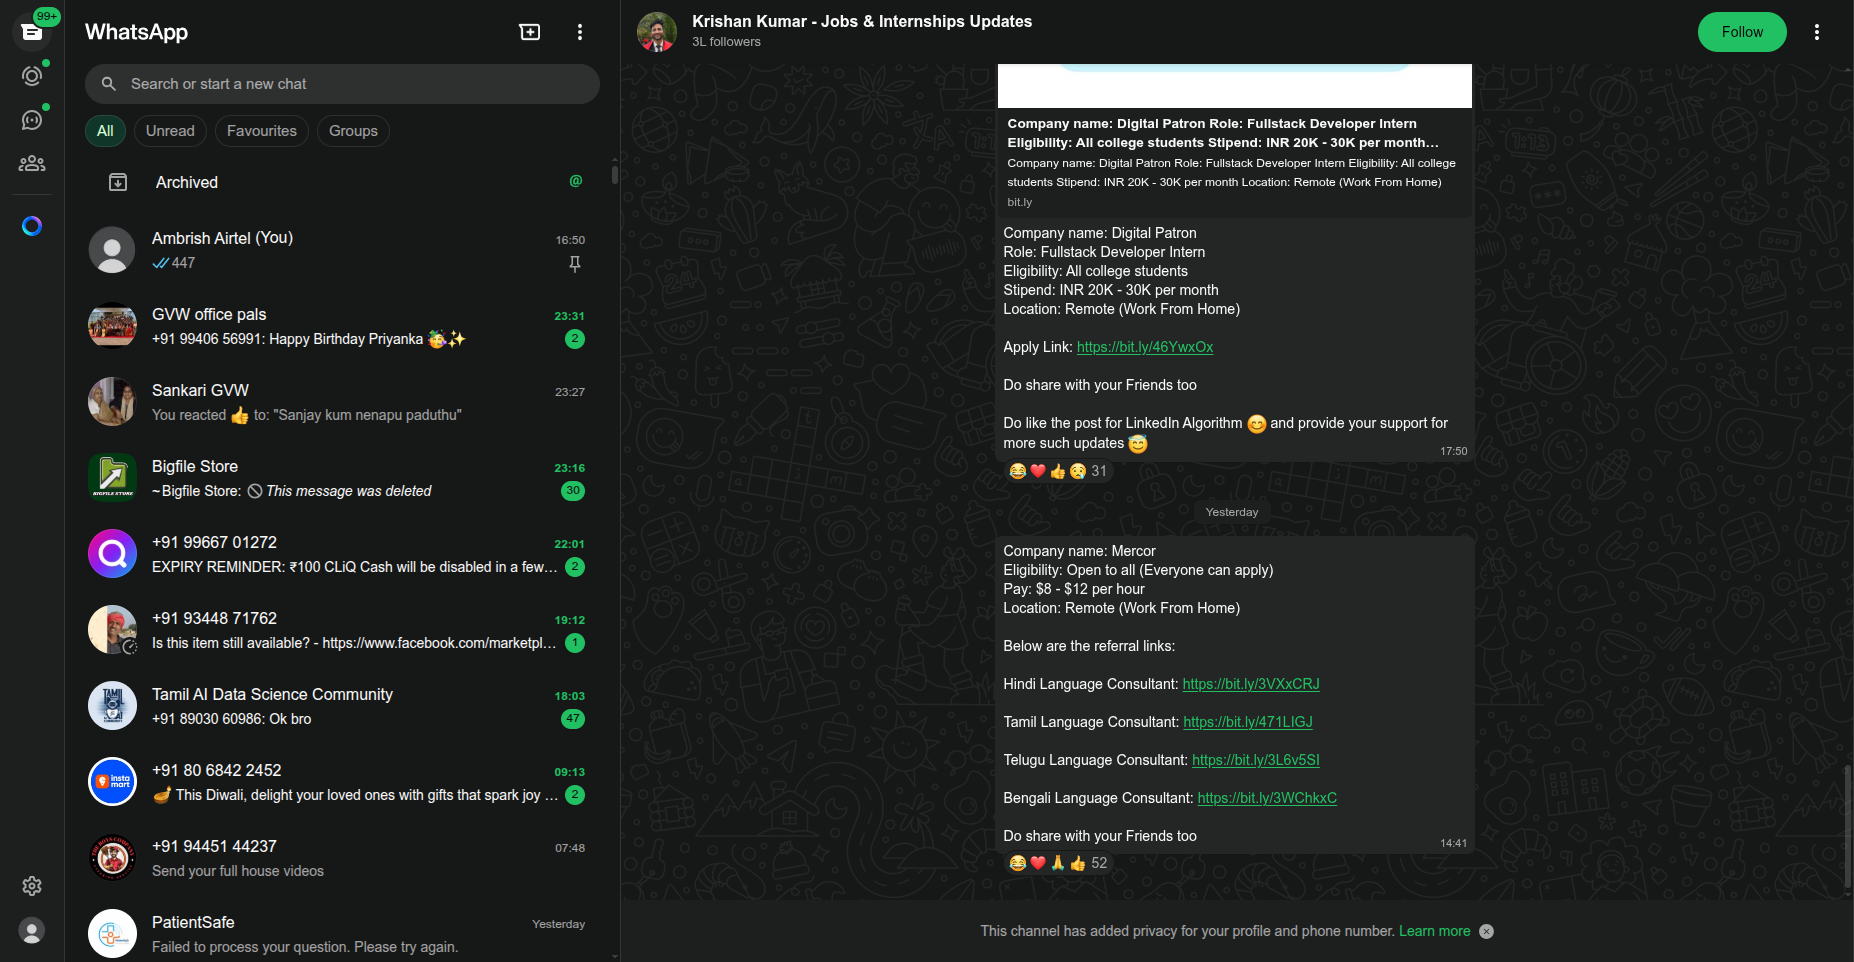 99+
WhatsApp
Search or start a new chat
All
Unread
Favourites
Groups
Archived
@
Ambrish Airtel (You)
16:50
447
GVW office pals
23:31
+91 99406 56991: Happy Birthday Priyanka 🥳✨
2
Sankari GVW
23:27
You reacted 👍 to: "Sanjay kum nenapu paduthu"
BIGFILE STORE
Bigfile Store
23:16
~Bigfile Store: 🚫 This message was deleted
30
+91 99667 01272
22:01
EXPIRY REMINDER: ₹100 CLiQ Cash will be disabled in a few...
2
+91 93448 71762
19:12
Is this item still available? - https://www.facebook.com/marketpl...
1
Tamil AI Data Science Community
18:03
+91 89030 60986: Ok bro
47
insta
mart
+91 80 6842 2452
09:13
🪔 This Diwali, delight your loved ones with gifts that spark joy ...
2
+91 94451 44237
07:48
Send your full house videos
PatientSafe
Yesterday
Failed to process your question. Please try again.
Krishan Kumar - Jobs & Internships Updates
3L followers
Follow
Company name: Digital Patron Role: Fullstack Developer Intern
Eligibility: All college students Stipend: INR 20K - 30K per month...
Company name: Digital Patron Role: Fullstack Developer Intern Eligibility: All college
students Stipend: INR 20K - 30K per month Location: Remote (Work From Home)
bit.ly
Company name: Digital Patron
Role: Fullstack Developer Intern
Eligibility: All college students
Stipend: INR 20K - 30K per month
Location: Remote (Work From Home)
Apply Link: https://bit.ly/46YwxOx
Do share with your Friends too
Do like the post for LinkedIn Algorithm 😊 and provide your support for
more such updates 😅
17:50
😂❤️👍😢 31
Yesterday
Company name: Mercor
Eligibility: Open to all (Everyone can apply)
Pay: $8 - $12 per hour
Location: Remote (Work From Home)
Below are the referral links:
Hindi Language Consultant: https://bit.ly/3VXxCRJ
Tamil Language Consultant: https://bit.ly/471LIGJ
Telugu Language Consultant: https://bit.ly/3L6v5SI
Bengali Language Consultant: https://bit.ly/3WChkxC
Do share with your Friends too
14:41
😂❤️🙏👍 52
This channel has added privacy for your profile and phone number. Learn more